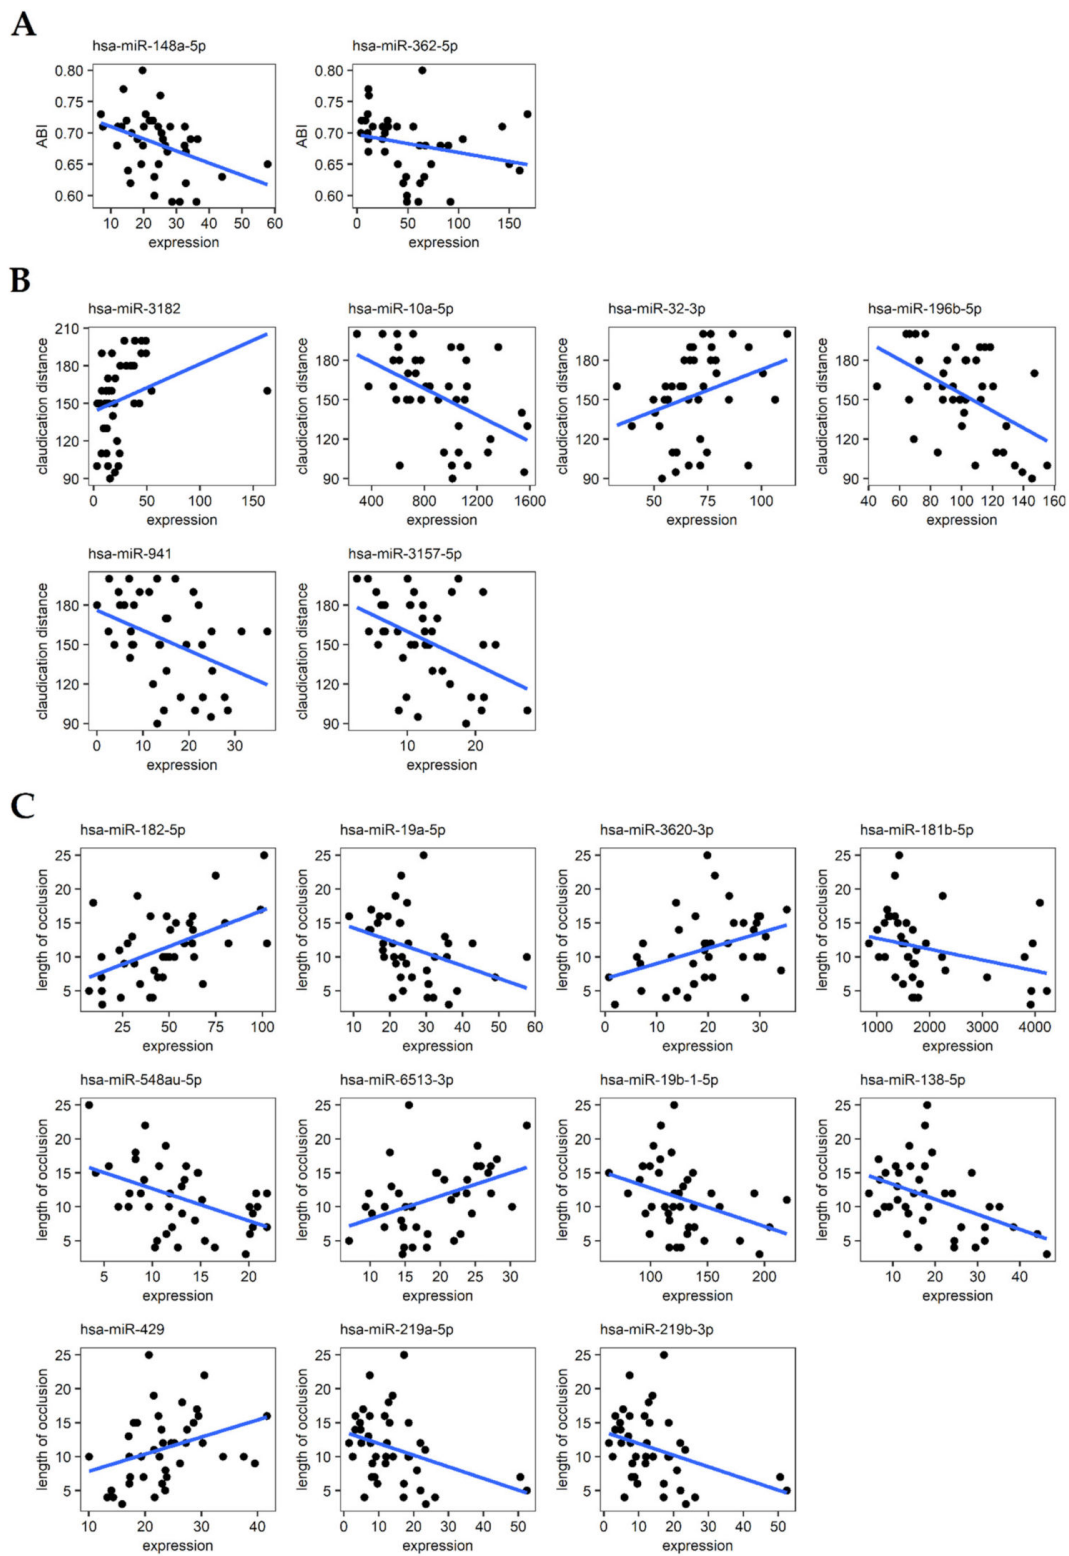 A
hsa-miR-148a-5p
hsa-miR-362-5p
ABI
0.80
0.75
0.70
0.65
0.60
10 20 30 40 50 60
expression
ABI
0.80
0.75
0.70
0.65
0.60
0 50 100 150
expression
B
hsa-miR-3182
hsa-miR-10a-5p
hsa-miR-32-3p
hsa-miR-196b-5p
claudication distance
210
180
150
120
90
0 50 100 150
expression
claudication distance
180
150
120
90
400 800 1200 1600
expression
claudication distance
180
150
120
90
50 75 100
expression
claudication distance
180
150
120
90
40 60 80 100 120 140 160
expression
hsa-miR-941
hsa-miR-3157-5p
claudication distance
180
150
120
90
0 10 20 30
expression
claudication distance
180
150
120
90
10 20
expression
C
hsa-miR-182-5p
hsa-miR-19a-5p
hsa-miR-3620-3p
hsa-miR-181b-5p
length of occlusion
25
20
15
10
5
25 50 75 100
expression
length of occlusion
25
20
15
10
5
10 20 30 40 50 60
expression
length of occlusion
25
20
15
10
5
0 10 20 30
expression
length of occlusion
25
20
15
10
5
1000 2000 3000 4000
expression
hsa-miR-548au-5p
hsa-miR-6513-3p
hsa-miR-19b-1-5p
hsa-miR-138-5p
length of occlusion
25
20
15
10
5
5 10 15 20
expression
length of occlusion
25
20
15
10
5
10 15 20 25 30
expression
length of occlusion
25
20
15
10
5
100 150 200
expression
length of occlusion
25
20
15
10
5
10 20 30 40
expression
hsa-miR-429
hsa-miR-219a-5p
hsa-miR-219b-3p
length of occlusion
25
20
15
10
5
10 20 30 40
expression
length of occlusion
25
20
15
10
5
0 10 20 30 40 50
expression
length of occlusion
25
20
15
10
5
0 10 20 30 40 50
expression